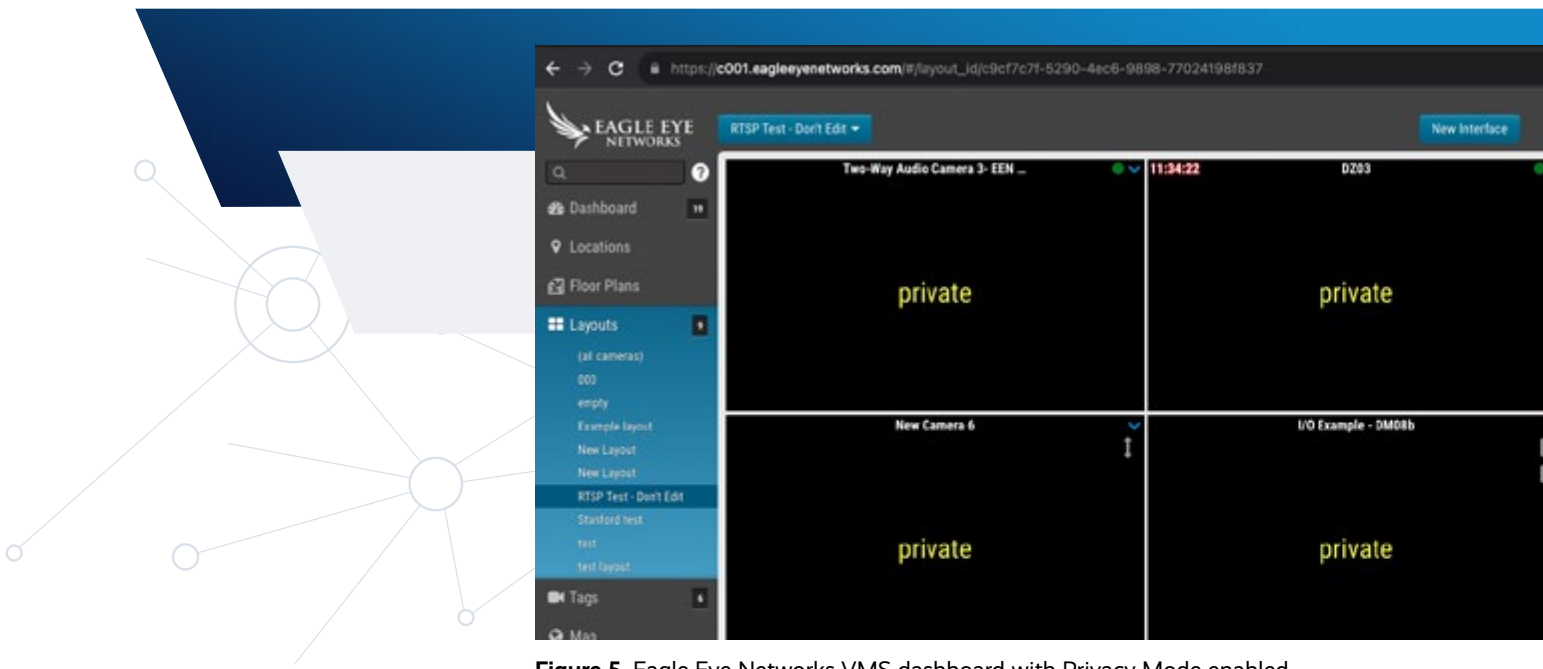 https://c001.eagleeyenetworks.com/#/layout_id/c9cf7c7f-5290-4ec6-9898-77024198f837
EAGLE EYE
NETWORKS
RTSP Test - Don't Edit
New Interface
?
Dashboard 19
Locations
Floor Plans
Layouts 9
(all cameras)
003
empty
Example layout
New Layout
New Layout
RTSP Test - Don't Edit
Stanford test
test
test layout
Tags 6
Map
Two-Way Audio Camera 3- EEN ...
private
11:34:22 DZ03
private
New Camera 6
private
I/O Example - DM08b
private
Figure 5. Eagle Eye Networks VMS dashboard with Privacy Mode enabled